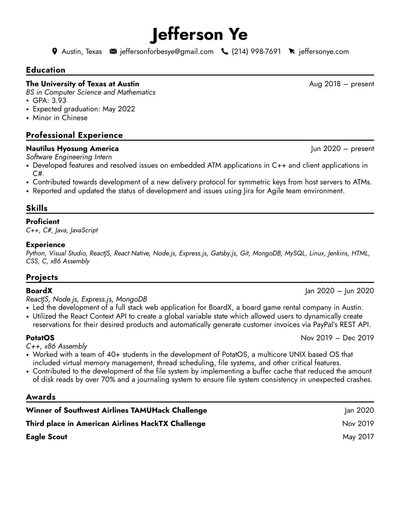 Jefferson Ye
Austin, Texas jeffersonforbesye@gmail.com (214) 998-7691 jeffersonye.com
Education
The University of Texas at Austin Aug 2018 – present
BS in Computer Science and Mathematics
• GPA: 3.93
• Expected graduation: May 2022
• Minor in Chinese
Professional Experience
Nautilus Hyosung America Jun 2020 – present
Software Engineering Intern
• Developed features and resolved issues on embedded ATM applications in C++ and client applications in
C#.
• Contributed towards development of a new delivery protocol for symmetric keys from host servers to ATMs.
• Reported and updated the status of development and issues using Jira for Agile team environment.
Skills
Proficient
C++, C#, Java, JavaScript
Experience
Python, Visual Studio, ReactJS, React Native, Node.js, Express.js, Gatsby.js, Git, MongoDB, MySQL, Linux, Jenkins, HTML,
CSS, C, x86 Assembly
Projects
BoardX Jan 2020 – Jun 2020
ReactJS, Node.js, Express.js, MongoDB
• Led the development of a full stack web application for BoardX, a board game rental company in Austin.
• Utilized the React Context API to create a global variable state which allowed users to dynamically create
reservations for their desired products and automatically generate customer invoices via PayPal's REST API.
PotatOS Nov 2019 – Dec 2019
C++, x86 Assembly
• Worked with a team of 40+ students in the development of PotatOS, a multicore UNIX based OS that
included virtual memory management, thread scheduling, file systems, and other critical features.
• Contributed to the development of the file system by implementing a buffer cache that reduced the amount
of disk reads by over 70% and a journaling system to ensure file system consistency in unexpected crashes.
Awards
Winner of Southwest Airlines TAMUHack Challenge Jan 2020
Third place in American Airlines HackTX Challenge Nov 2019
Eagle Scout May 2017